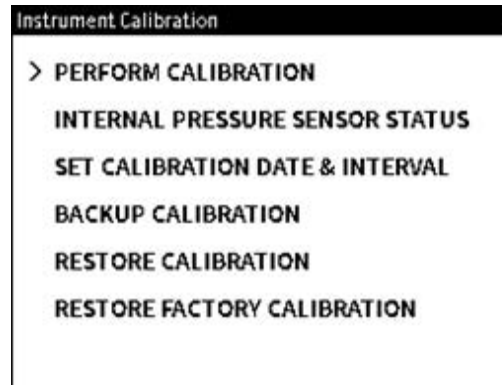 Instrument Calibration
> PERFORM CALIBRATION
INTERNAL PRESSURE SENSOR STATUS
SET CALIBRATION DATE & INTERVAL
BACKUP CALIBRATION
RESTORE CALIBRATION
RESTORE FACTORY CALIBRATION